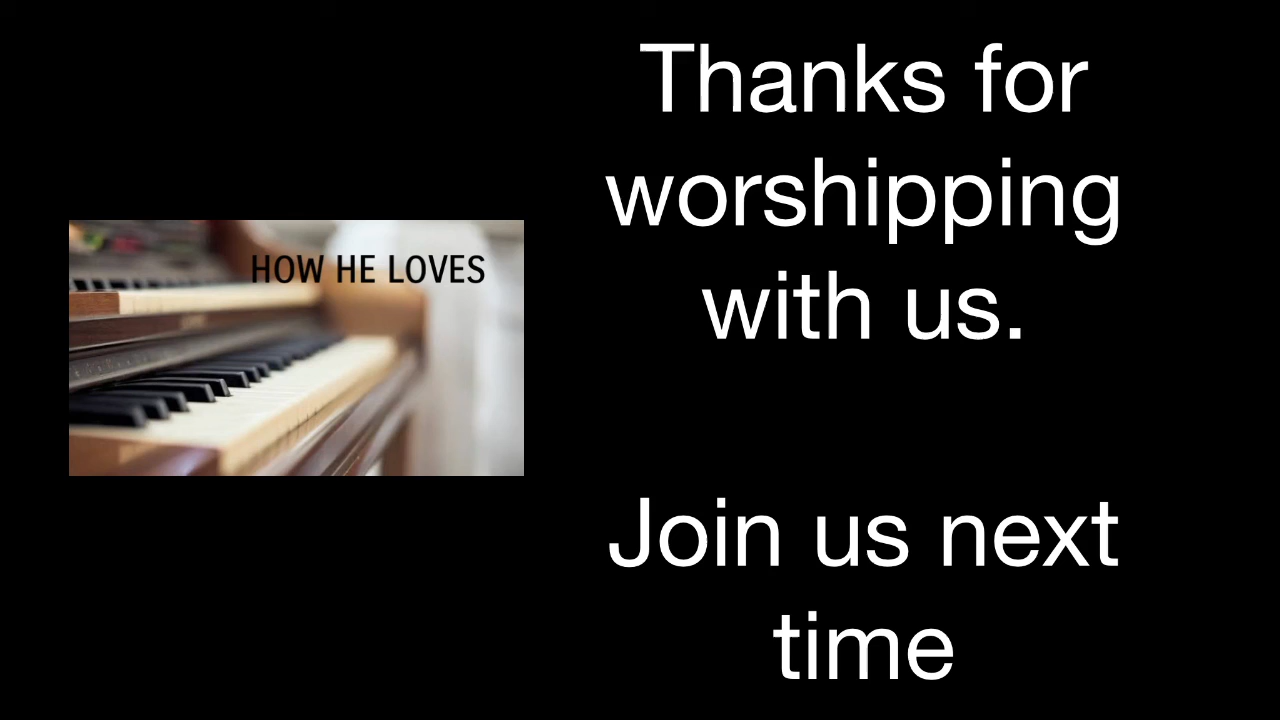 HOW HE LOVES
Thanks for
worshipping
with us.
Join us next
time